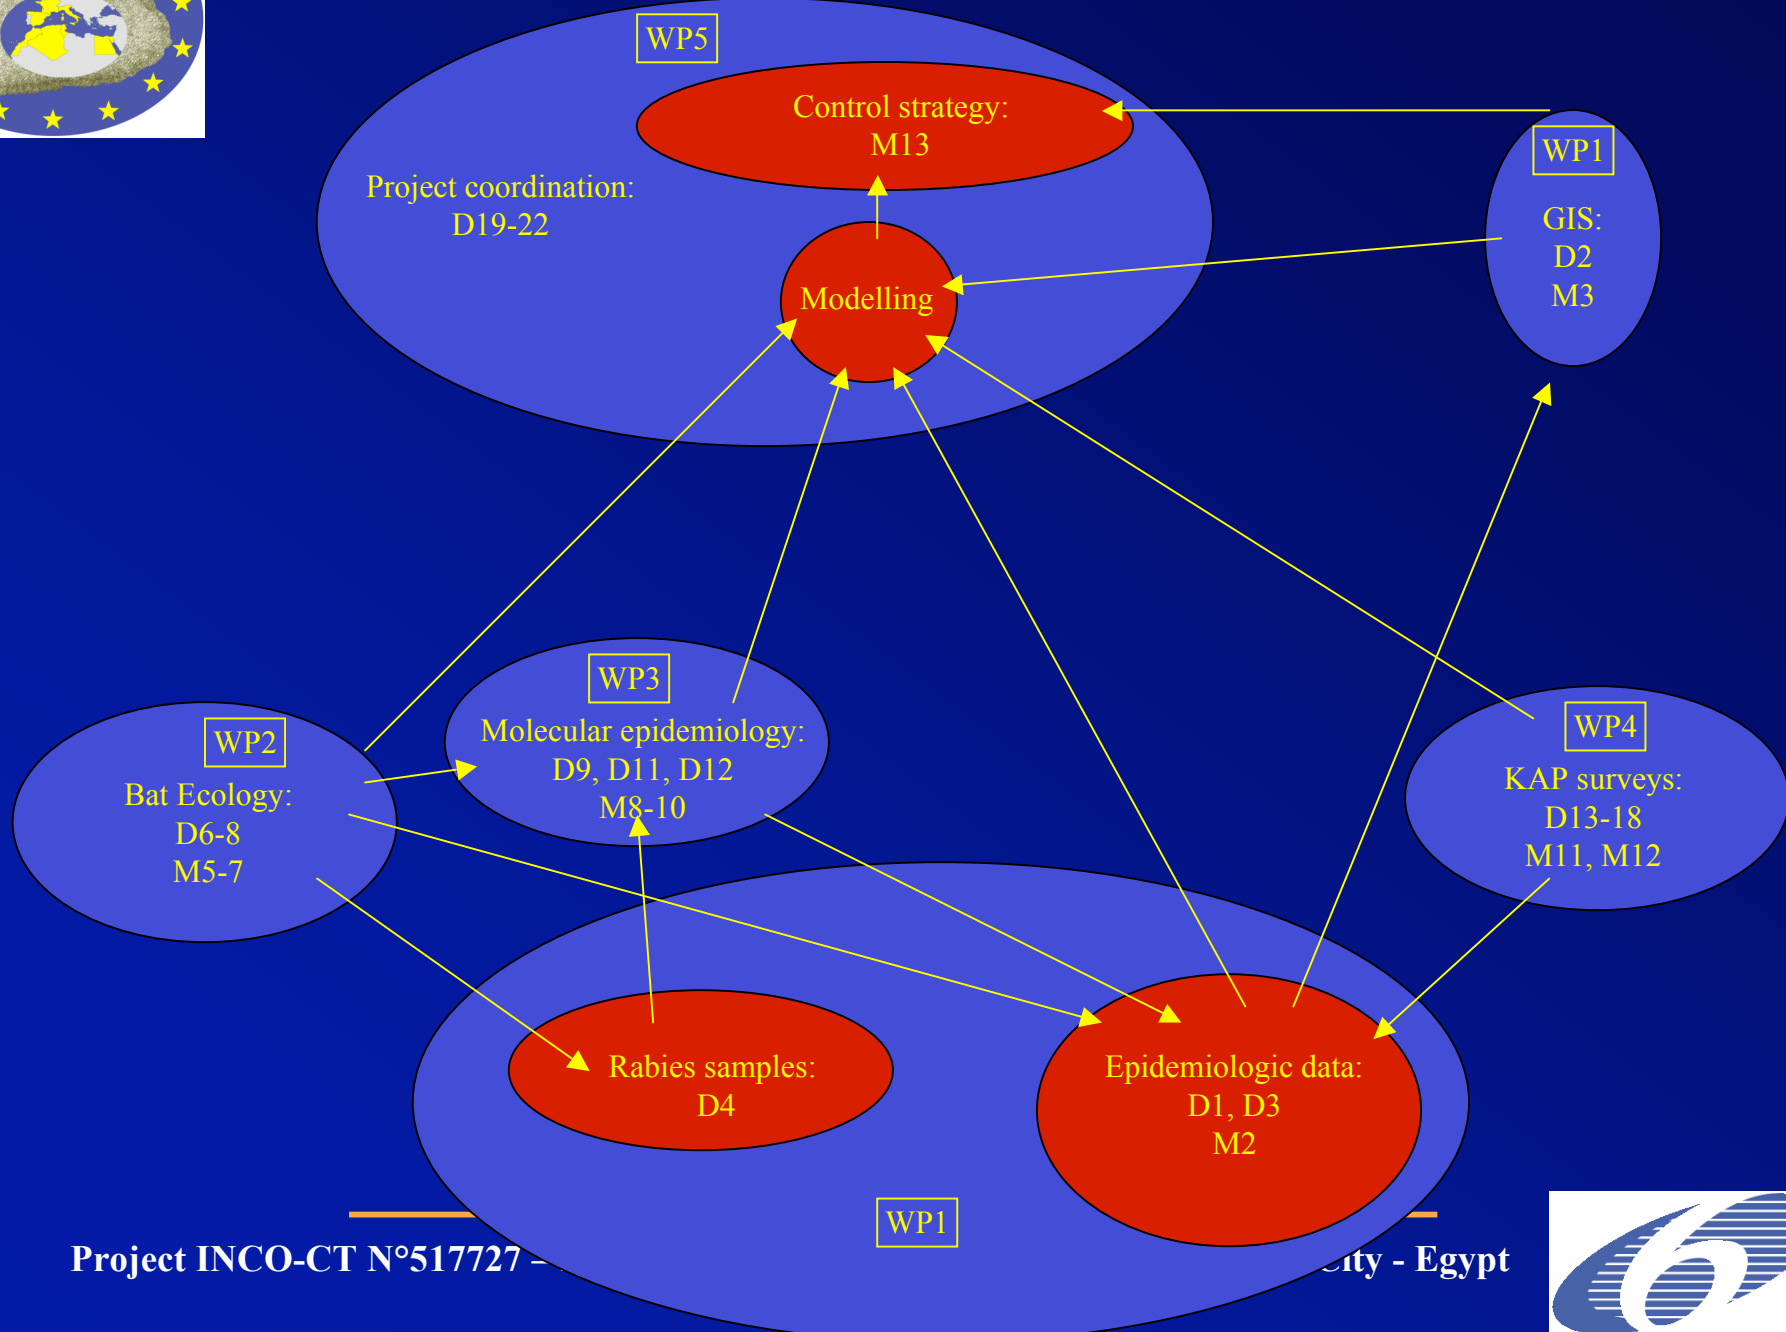 WP5
Control strategy:
M13
Project coordination:
D19-22
Modelling
WP1
GIS:
D2
M3
WP3
Molecular epidemiology:
D9, D11, D12
M8-10
WP2
Bat Ecology:
D6-8
M5-7
WP4
KAP surveys:
D13-18
M11, M12
Rabies samples:
D4
Epidemiologic data:
D1, D3
M2
WP1
Project INCO-CT N°517727 – City - Egypt
6